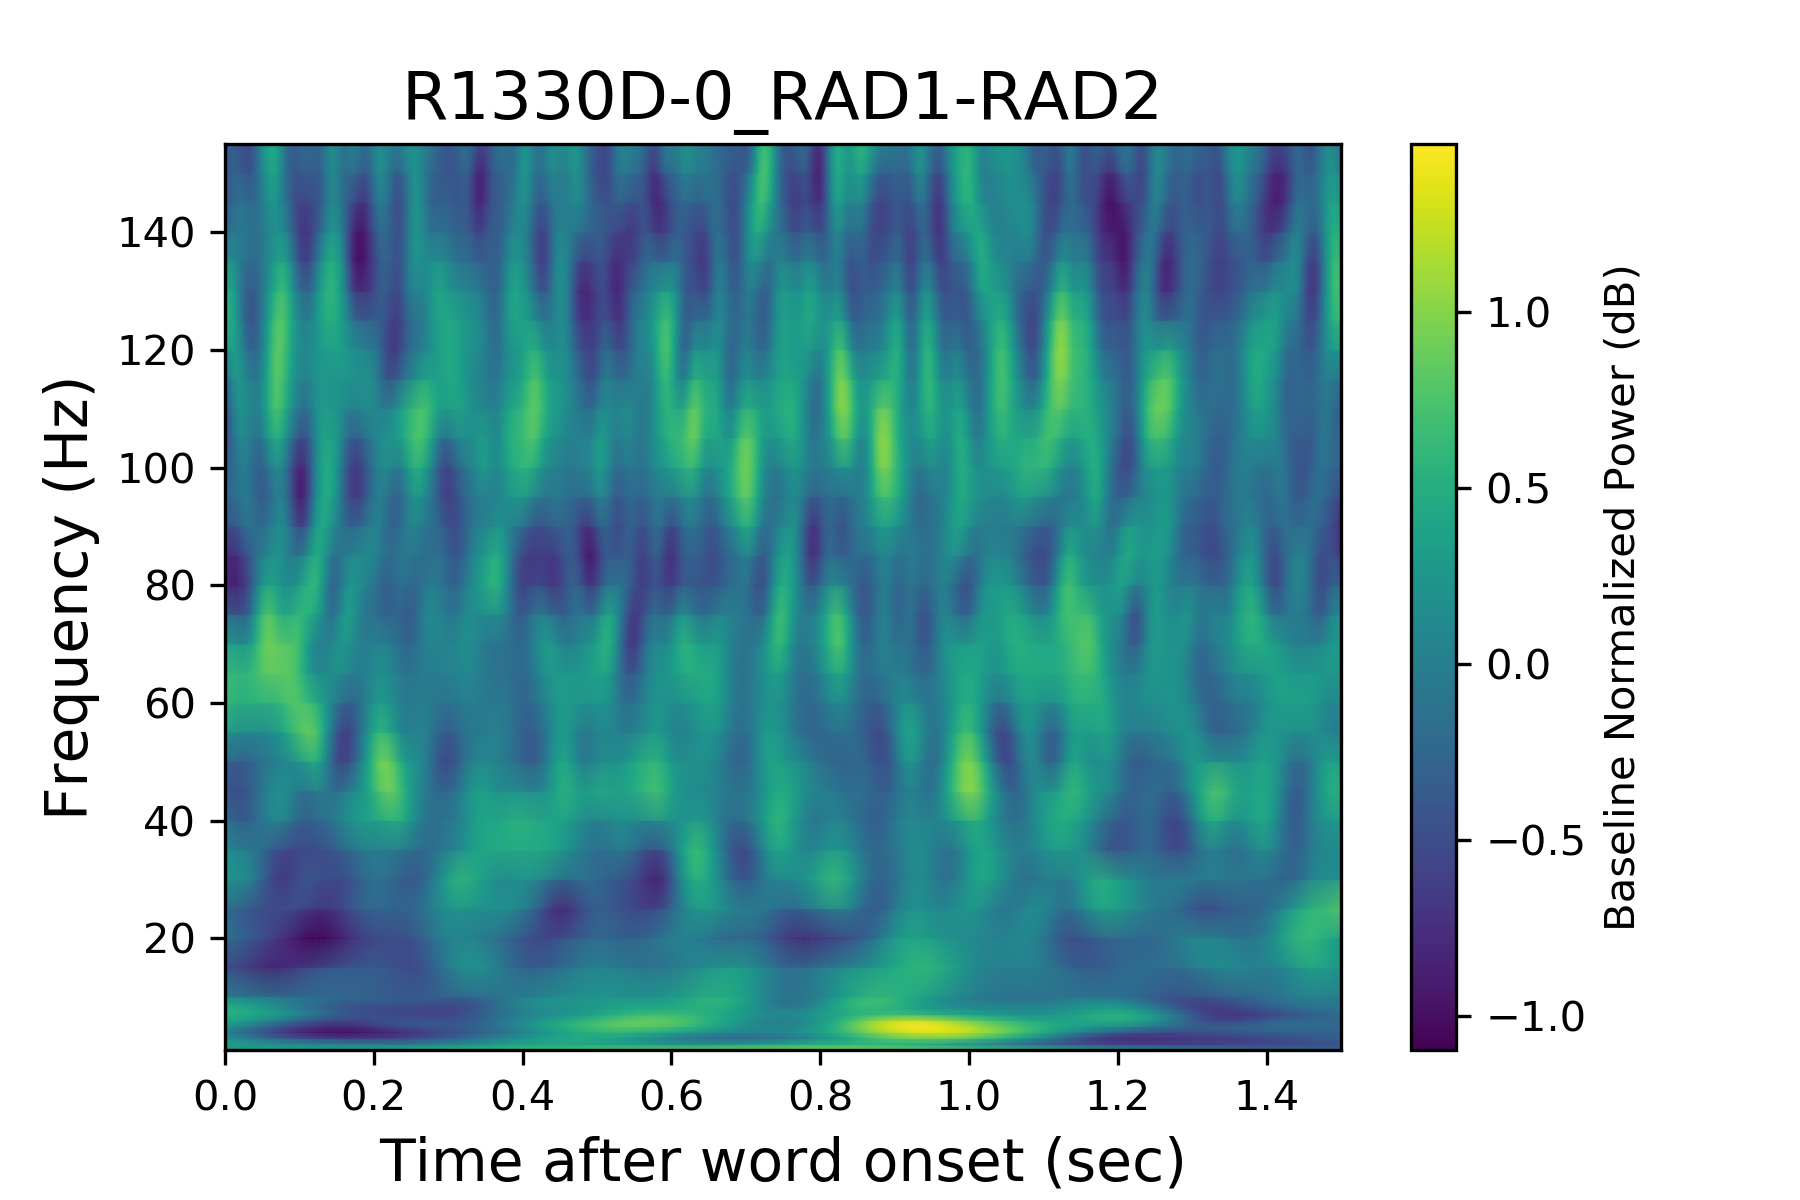 R1330D-0_RAD1-RAD2
Frequency (Hz)
140
120
100
80
60
40
20
0.0 0.2 0.4 0.6 0.8 1.0 1.2 1.4
Time after word onset (sec)
1.0
0.5
0.0
−0.5
−1.0
Baseline Normalized Power (dB)